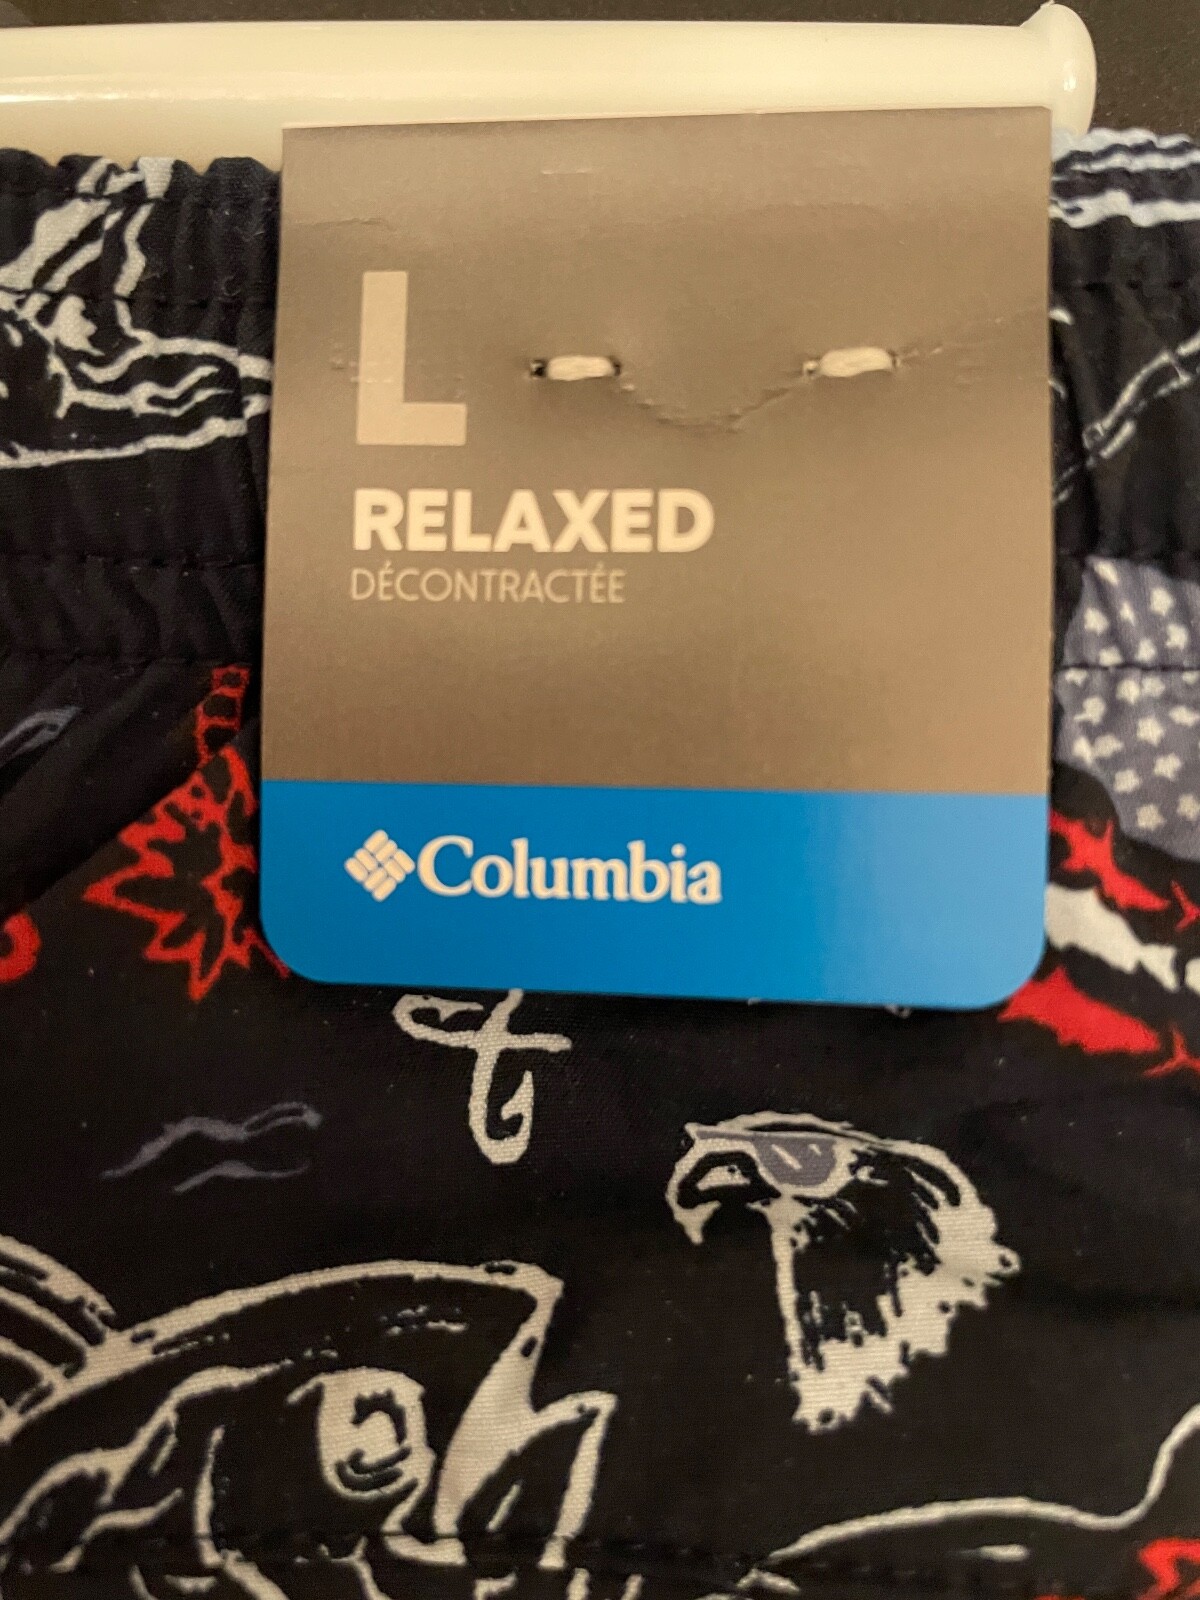 L
RELAXED
DÉCONTRACTÉE
Columbia